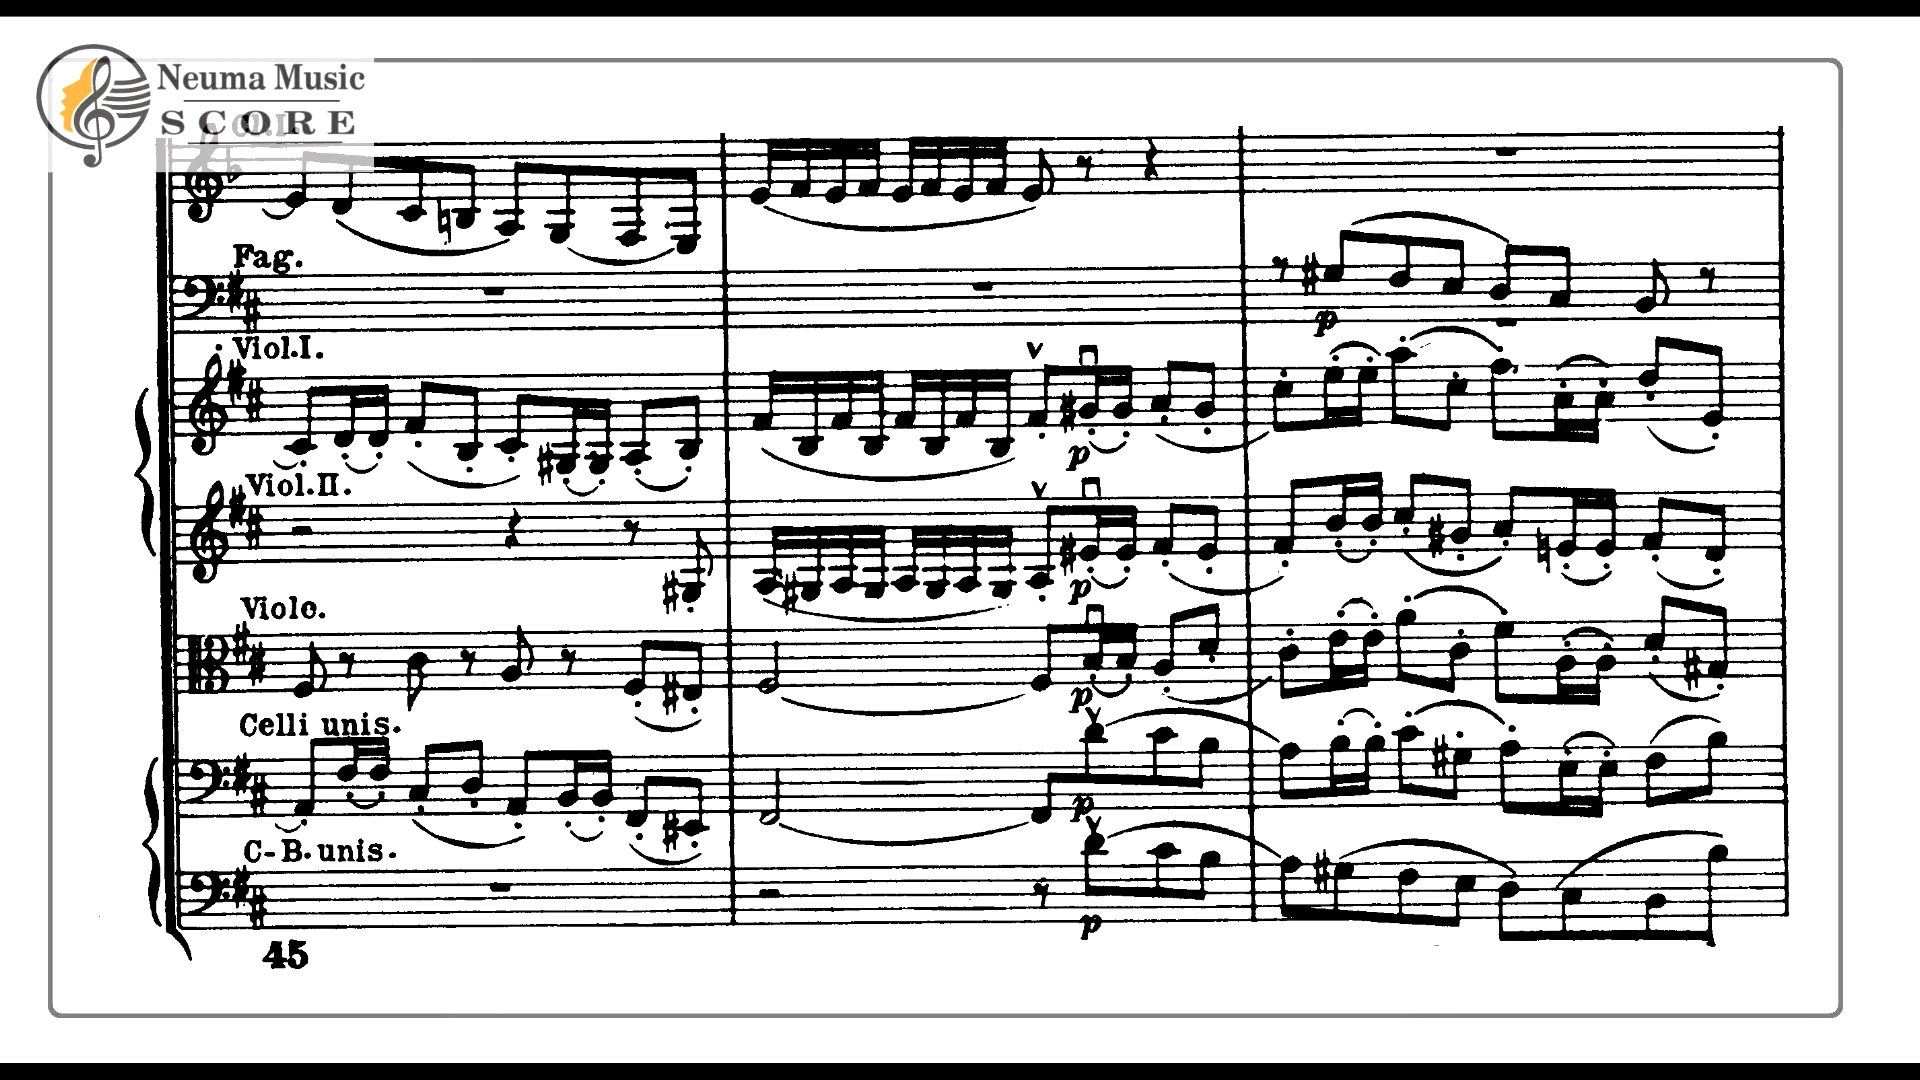 Neuma Music
SCORE
Fag.
p
Viol.I.
p
Viol.II.
p
Viole.
p
Celli unis.
p
C-B. unis.
p
45